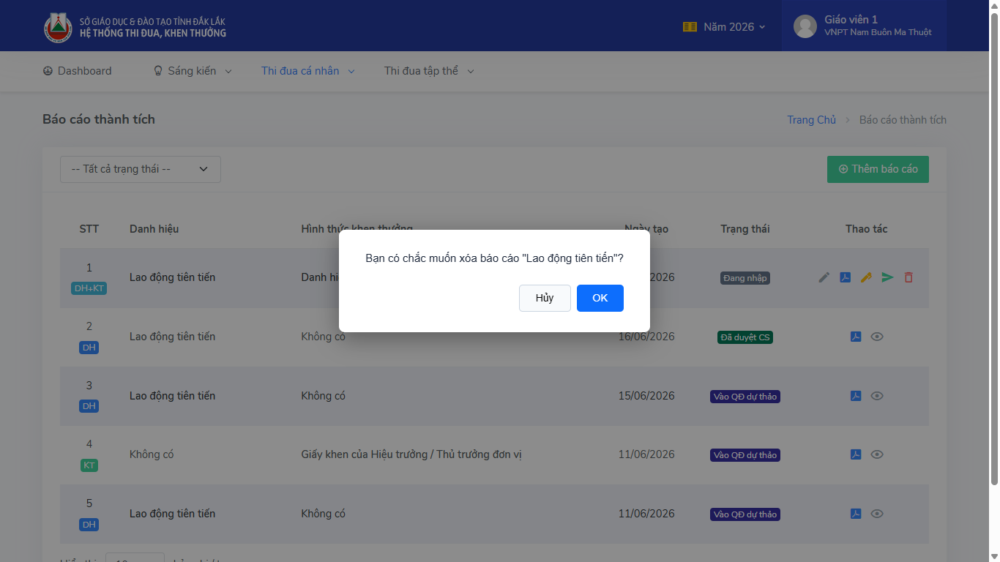 SỞ GIÁO DỤC & ĐÀO TẠO TỈNH ĐẮK LẮK
HỆ THỐNG THI ĐUA, KHEN THƯỞNG
Năm 2026
Giáo viên 1
VNPT Nam Buôn Ma Thuột
Dashboard
Sáng kiến
Thi đua cá nhân
Thi đua tập thể
Báo cáo thành tích
Trang Chủ
Báo cáo thành tích
-- Tất cả trạng thái --
Thêm báo cáo
STT
Danh hiệu
Hình thức khen thưởng
Ngày tạo
Trạng thái
Thao tác
Bạn có chắc muốn xóa báo cáo "Lao động tiên tiến"?
Hủy
OK
1
DH+KT
Lao động tiên tiến
Danh
2026
Đang nhập
2
DH
Lao động tiên tiến
Không có
16/06/2026
Đã duyệt CS
3
DH
Lao động tiên tiến
Không có
15/06/2026
Vào QĐ dự thảo
4
KT
Không có
Giấy khen của Hiệu trưởng / Thủ trưởng đơn vị
11/06/2026
Vào QĐ dự thảo
5
DH
Lao động tiên tiến
Không có
11/06/2026
Vào QĐ dự thảo